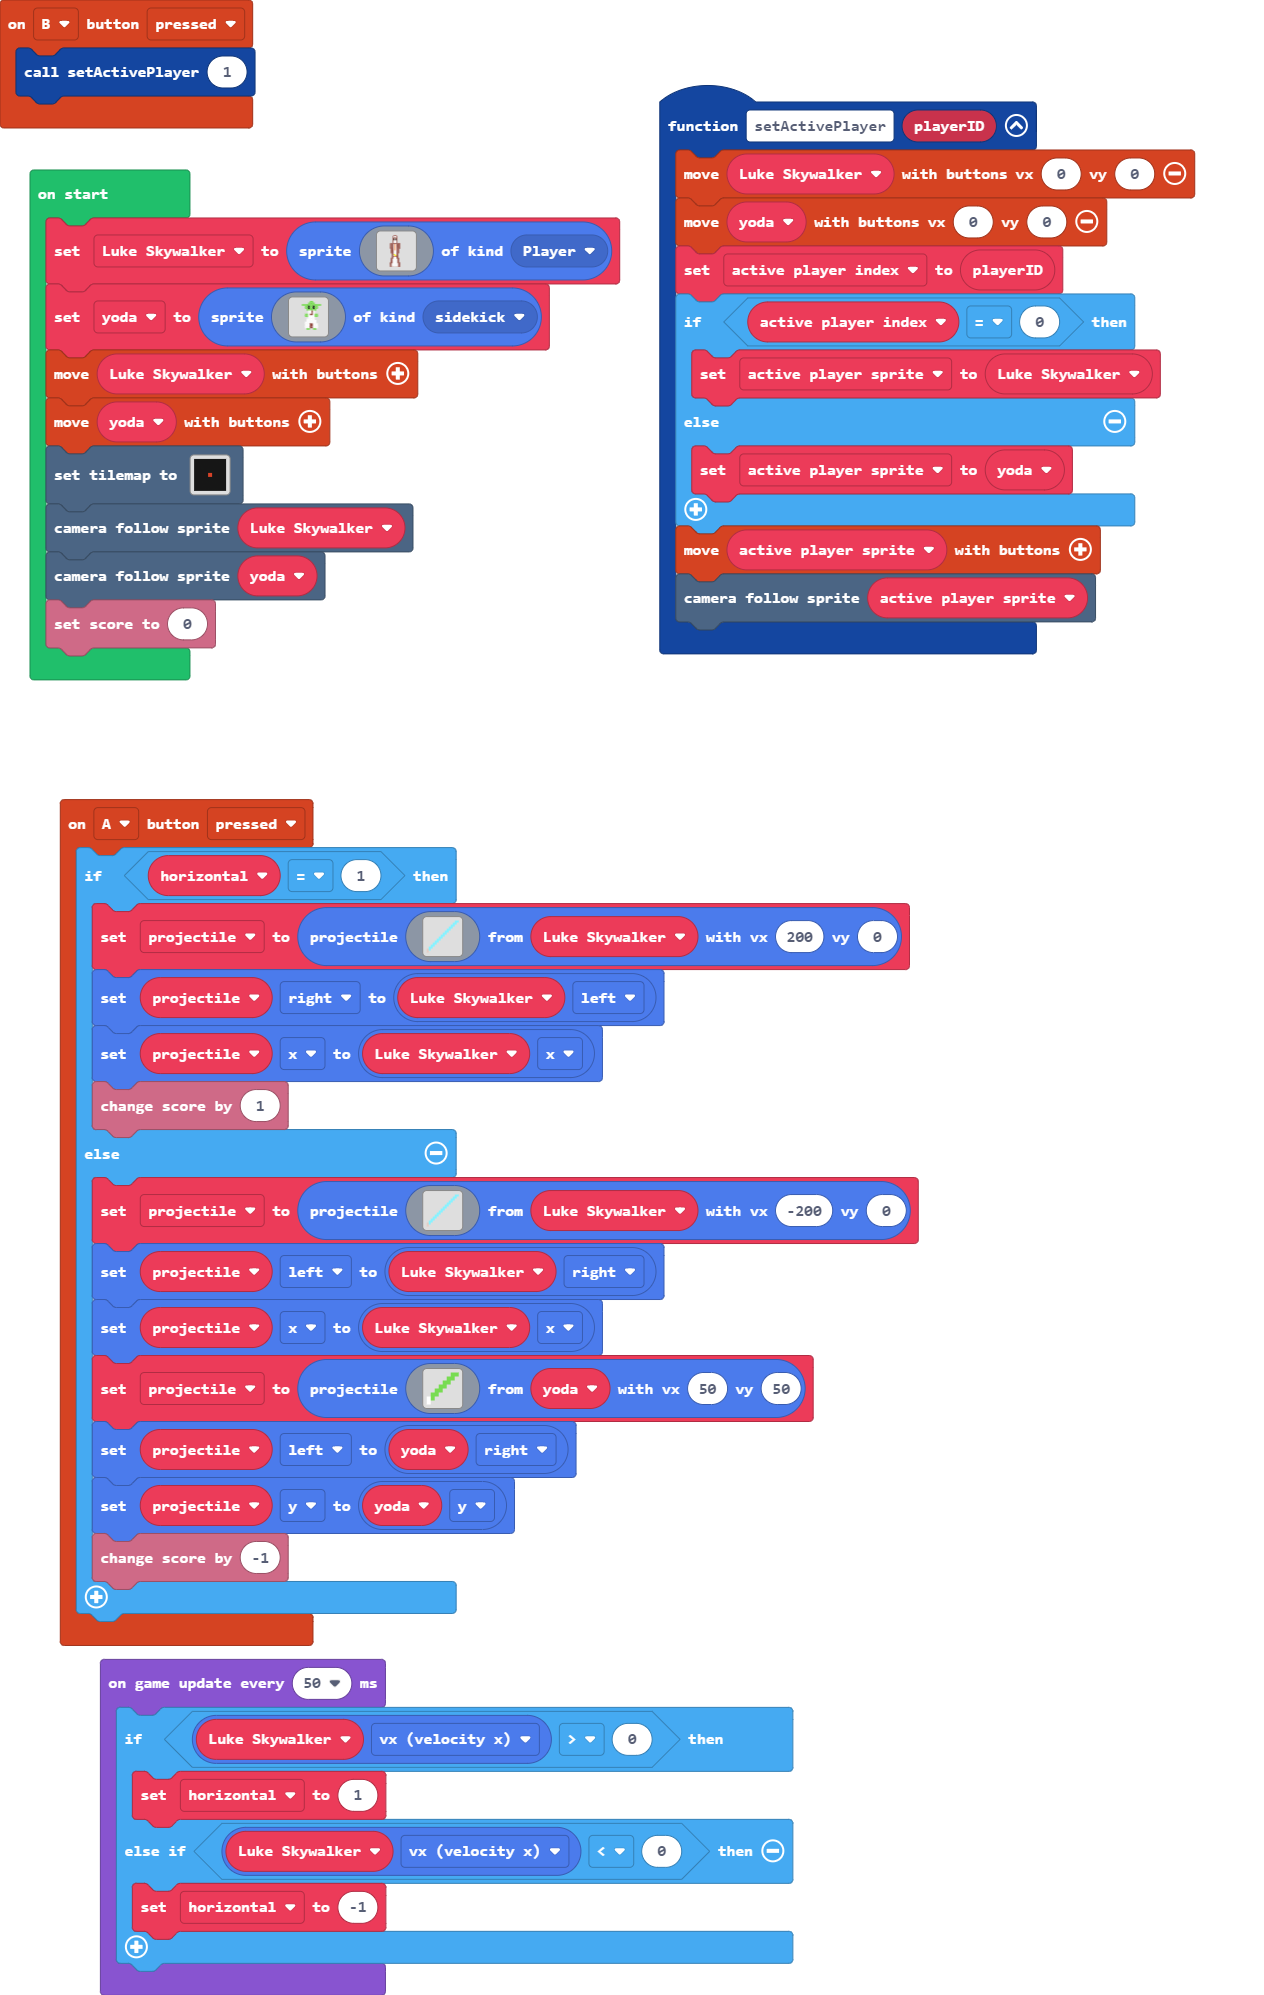 on B button pressed
call setActivePlayer 1
function setActivePlayer playerID
move Luke Skywalker with buttons vx 0 vy 0
move yoda with buttons vx 0 vy 0
set active player index to playerID
if active player index = 0 then
set active player sprite to Luke Skywalker
else
set active player sprite to yoda
move active player sprite with buttons
camera follow sprite active player sprite
on start
set Luke Skywalker to sprite of kind Player
set yoda to sprite of kind sidekick
move Luke Skywalker with buttons
move yoda with buttons
set tilemap to
camera follow sprite Luke Skywalker
camera follow sprite yoda
set score to 0
on A button pressed
if horizontal = 1 then
set projectile to projectile from Luke Skywalker with vx 200 vy 0
set projectile right to Luke Skywalker left
set projectile x to Luke Skywalker x
change score by 1
else
set projectile to projectile from Luke Skywalker with vx -200 vy 0
set projectile left to Luke Skywalker right
set projectile x to Luke Skywalker x
set projectile to projectile from yoda with vx 50 vy 50
set projectile left to yoda right
set projectile y to yoda y
change score by -1
on game update every 50 ms
if Luke Skywalker vx (velocity x) > 0 then
set horizontal to 1
else if Luke Skywalker vx (velocity x) < 0 then
set horizontal to -1